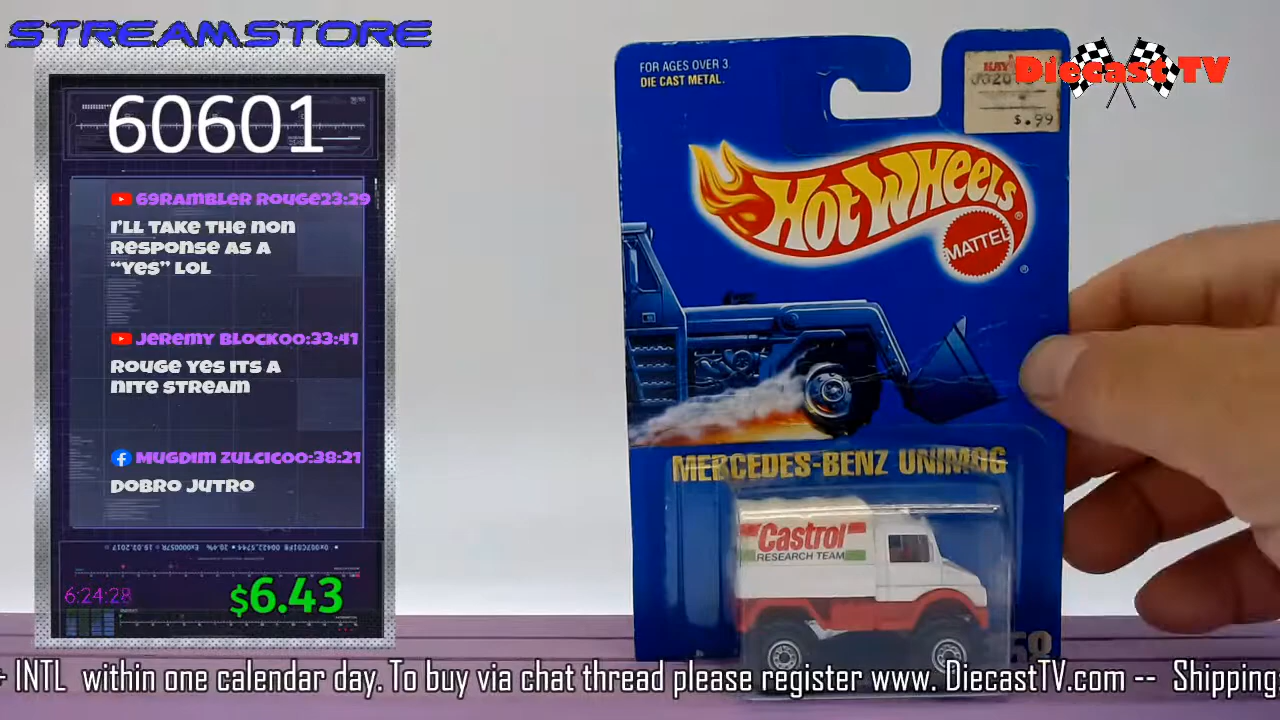 STREAMSTORE
60601
69Rambler Rouge23:29
I'LL TAKE THE NON
RESPONSE AS A
“YES” LOL
JEREMY BLOCK00:33:41
ROUGE YES ITS A
NITE STREAM
MUGDIM ZULCIC00:38:21
DOBRO JUTRO
6:24:28
$6.43
FOR AGES OVER 3.
DIE CAST METAL.
KAY
$.99
Diecast TV
HOT WHEELS
®
MATTEL
®
MERCEDES-BENZ UNIMOG
Castrol
RESEARCH TEAM
INTL within one calendar day. To buy via chat thread please register www. DiecastTV.com -- Shipping: